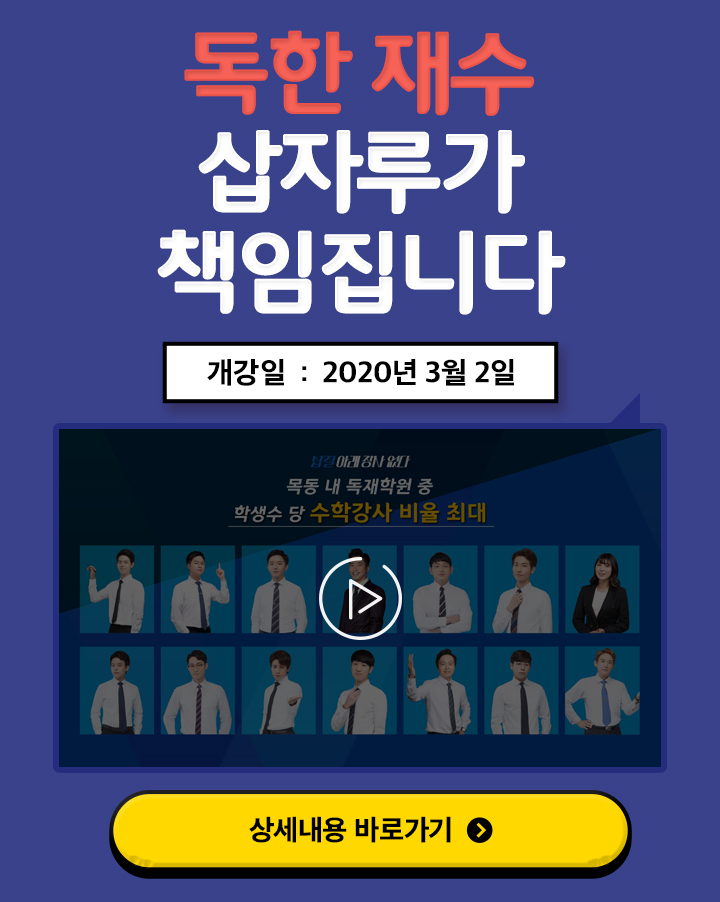 독한 재수
삽자루가
책임집니다
개강일 : 2020년 3월 2일
아래 강사 없다
목동 내 독재학원 중
학생수 당 수학강사 비율 최대
상세내용 바로가기